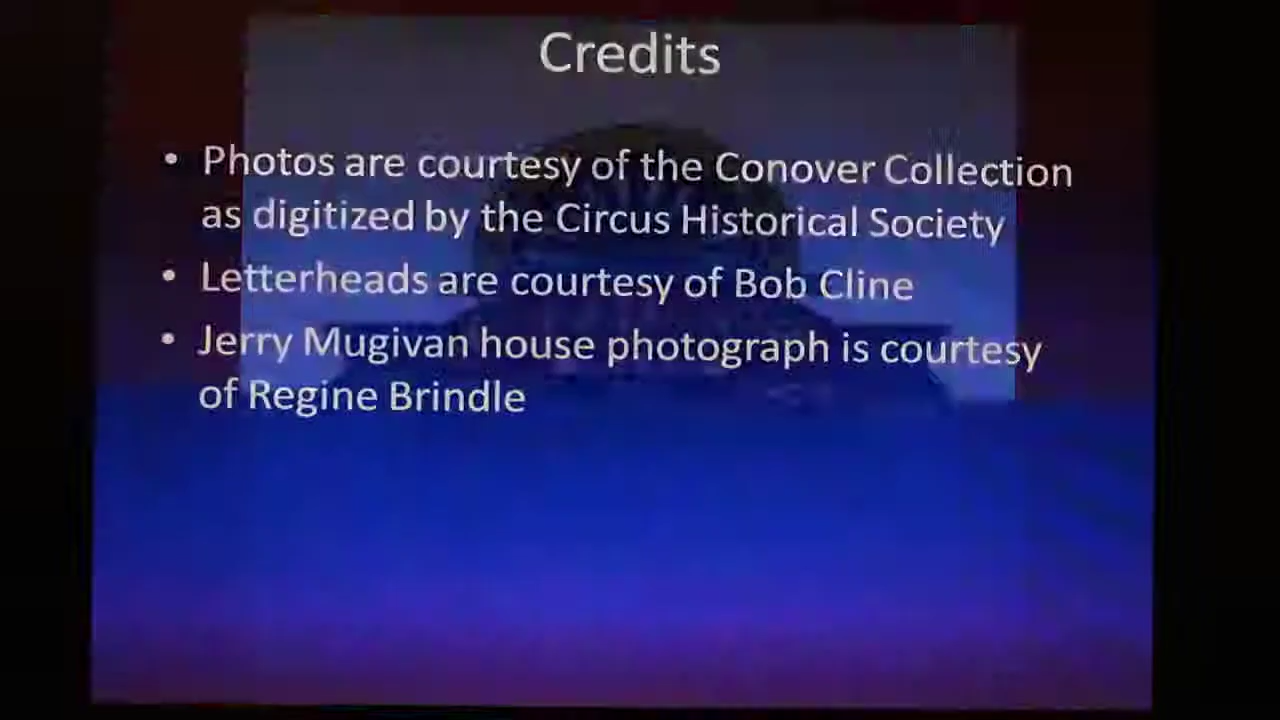 Credits
• Photos are courtesy of the Conover Collection
as digitized by the Circus Historical Society
• Letterheads are courtesy of Bob Cline
• Jerry Mugivan house photograph is courtesy
of Regine Brindle